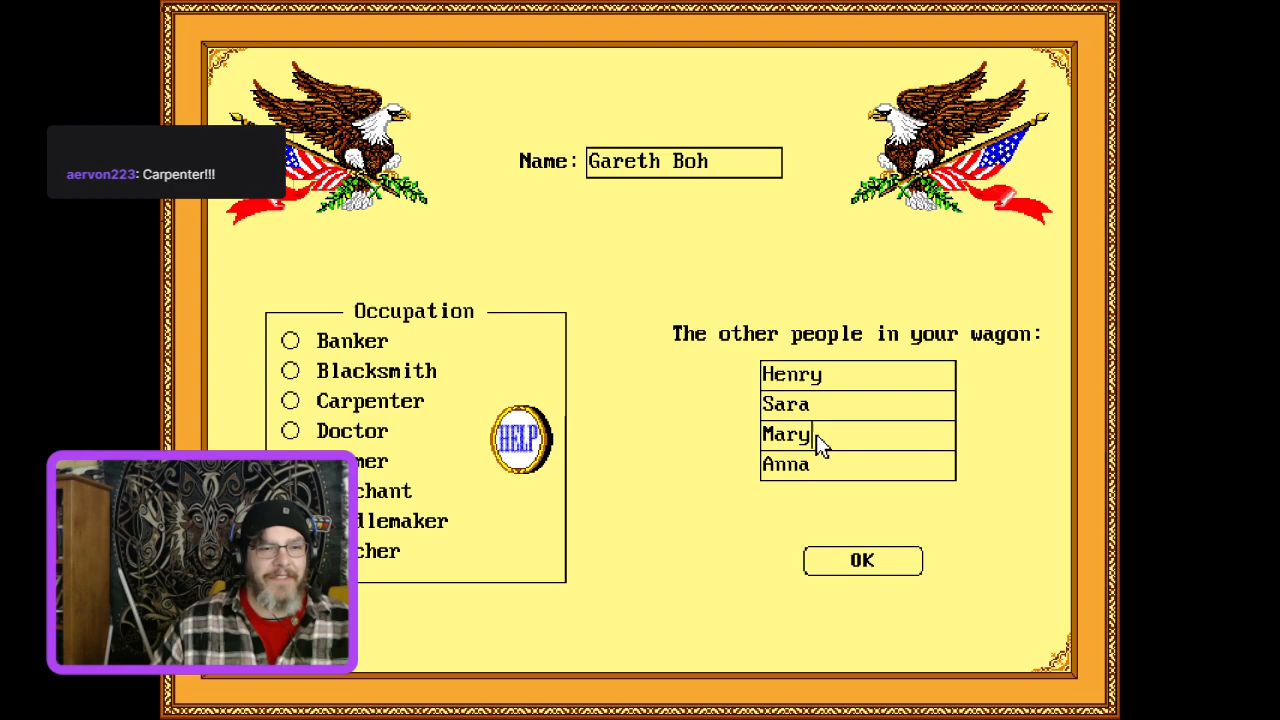 Name: Gareth Boh
aervon223: Carpenter!!!
Occupation
Banker
Blacksmith
Carpenter
Doctor
HELP
The other people in your wagon:
Henry
Sara
Mary
Anna
OK